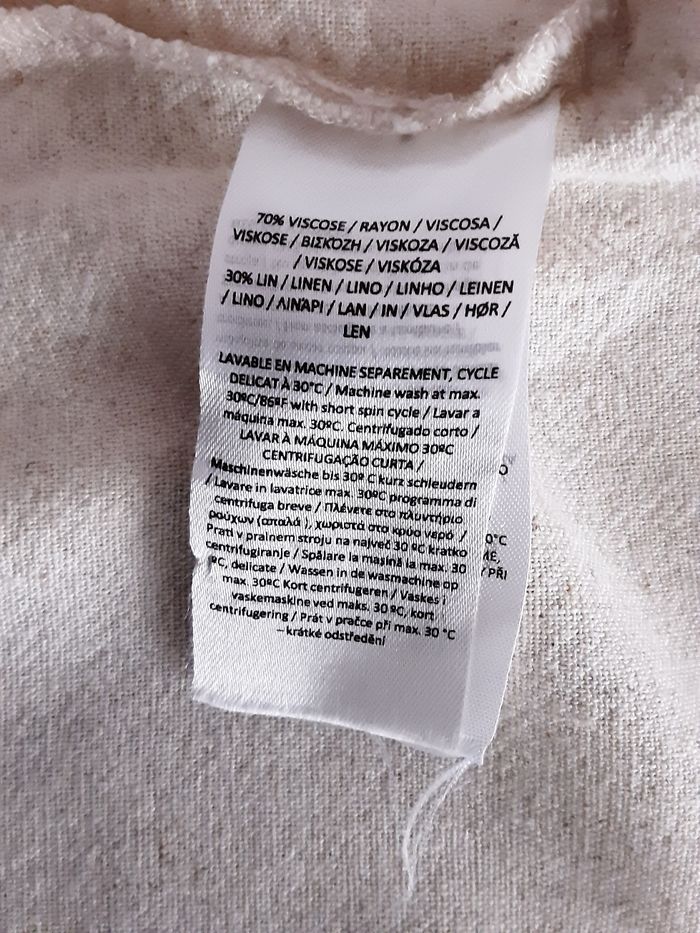 70% VISCOSE / RAYON / VISCOSA /
VISKOSE / ΒΙΣΚΌΖΗ / VISKOZA / VISCOZĂ
/ VISKOSE / VISKÓZA
30% LIN / LINEN / LINO / LINHO / LEINEN
/ LINO / ΛΙΝΆΡΙ / LAN / IN / VLAS / HØR /
LEN
LAVABLE EN MACHINE SEPAREMENT, CYCLE
DELICAT À 30°C / Machine wash at max.
30ºC/86ºF with short spin cycle / Lavar a
máquina max. 30ºC. Centrifugado corto /
LAVAR À MÁQUINA MÁXIMO 30ºC
CENTRIFUGAÇÃO CURTA /
Maschinenwäsche bis 30º C kurz schleudern
/ Lavare in lavatrice max. 30ºC programma di
centrifuga breve / Πλένετε στο πλυντήριο
ρούχων (απαλά ), χωριστά στο κρύο νερό /
Prati v pralnem stroju na največ 30 ºC kratko
centrifugiranje / Spălare la maşină la max. 30
ºC, delicate / Wassen in de wasmachine op
max. 30ºC Kort centrifugeren / Vaskes i
vaskemaskine ved maks. 30 ºC, kort
centrifugering / Prát v pračce při max. 30 °C
– krátké odstředění
0°C
/ PŘI